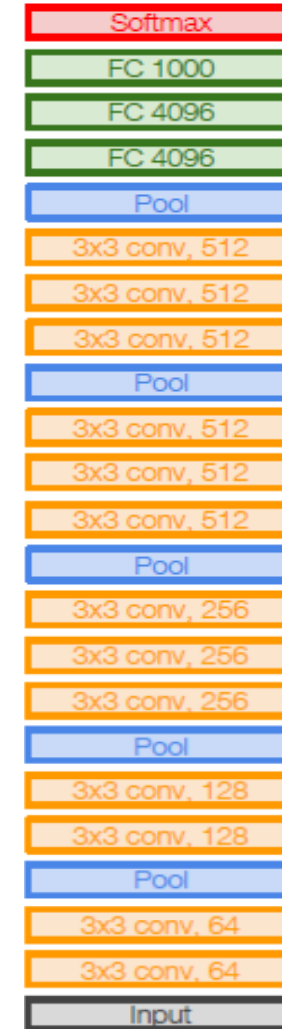 Softmax
FC 1000
FC 4096
FC 4096
Pool
3x3 conv, 512
3x3 conv, 512
3x3 conv, 512
Pool
3x3 conv, 512
3x3 conv, 512
3x3 conv, 512
Pool
3x3 conv, 256
3x3 conv, 256
3x3 conv, 256
Pool
3x3 conv, 128
3x3 conv, 128
Pool
3x3 conv, 64
3x3 conv, 64
Input